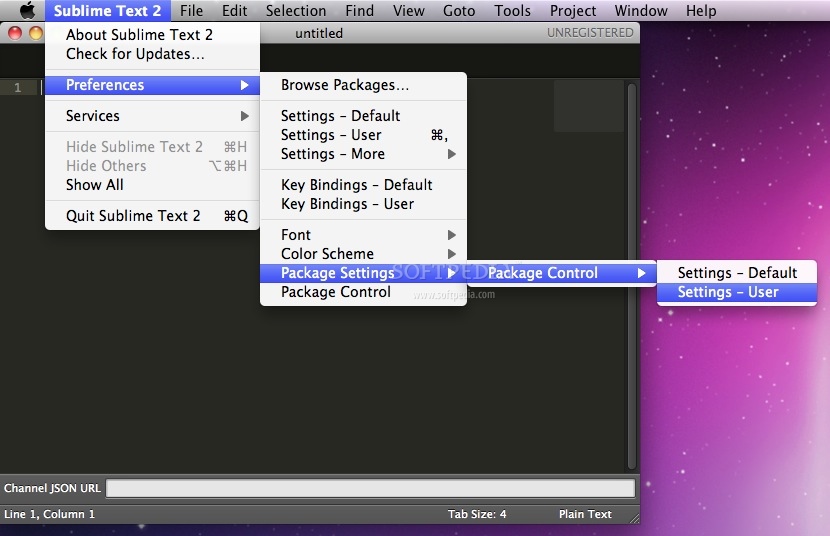 Sublime Text 2 File Edit Selection Find View Goto Tools Project Window Help
untitled UNREGISTERED
About Sublime Text 2
Check for Updates...
Preferences
Services
Hide Sublime Text 2 ⌘H
Hide Others ⌥⌘H
Show All
Quit Sublime Text 2 ⌘Q
1
Browse Packages...
Settings – Default
Settings – User ⌘,
Settings – More
Key Bindings – Default
Key Bindings – User
Font
Color Scheme
Package Settings
Package Control
SOFTPEDIA
www.softpedia.com
Package Control
Settings – Default
Settings – User
Channel JSON URL
Line 1, Column 1 Tab Size: 4 Plain Text